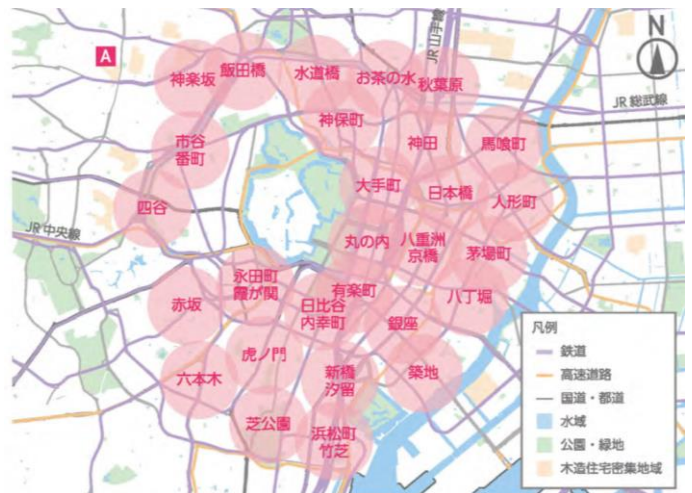 N
A
JR 山手線
神楽坂
飯田橋
水道橋
お茶の水
秋葉原
JR 総武線
神保町
神田
馬喰町
市谷
番町
大手町
日本橋
人形町
四谷
JR 中央線
丸の内
八重洲
京橋
茅場町
永田町
霞が関
有楽町
日比谷
内幸町
八丁堀
赤坂
銀座
虎ノ門
六本木
新橋
汐留
築地
芝公園
浜松町
竹芝
凡例
鉄道
高速道路
国道・都道
水域
公園・緑地
木造住宅密集地域